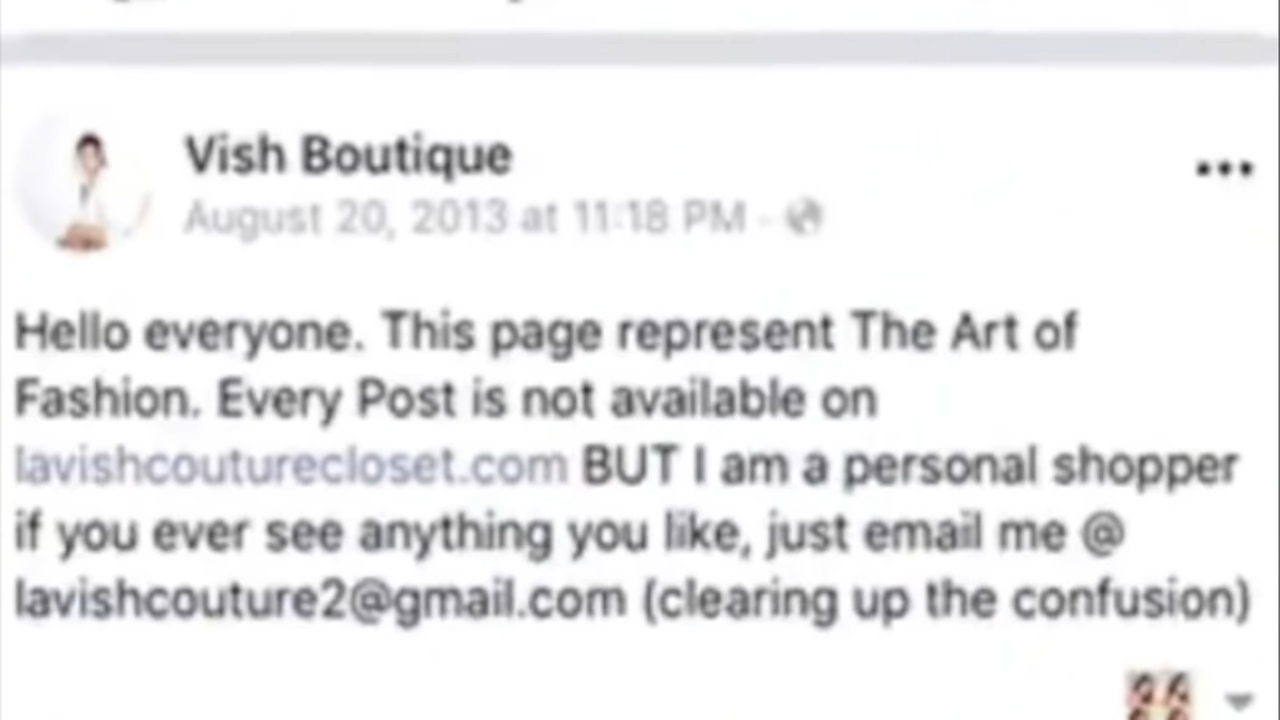 Vish Boutique
August 20, 2013 at 11:18 PM ·
Hello everyone. This page represent The Art of
Fashion. Every Post is not available on
lavishcouturecloset.com BUT I am a personal shopper
if you ever see anything you like, just email me @
lavishcouture2@gmail.com (clearing up the confusion)